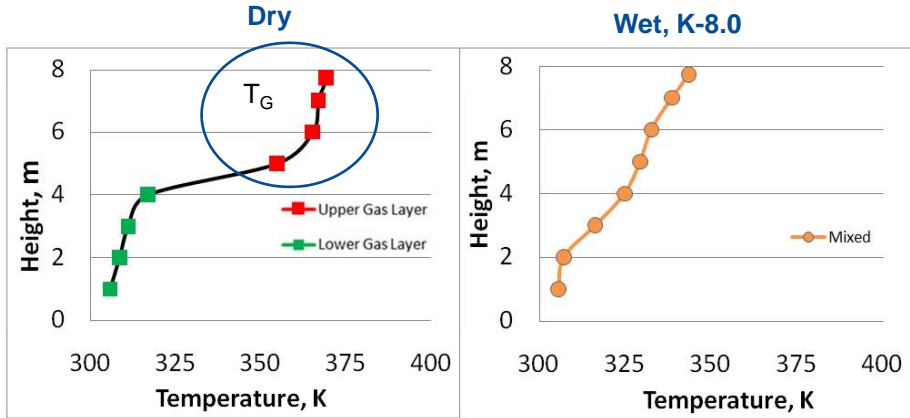 Dry
Wet, K-8.0
8
6
4
2
0
Height, m
T_G
Upper Gas Layer
Lower Gas Layer
300 325 350 375 400
Temperature, K
8
6
4
2
0
Height, m
Mixed
300 325 350 375 400
Temperature, K